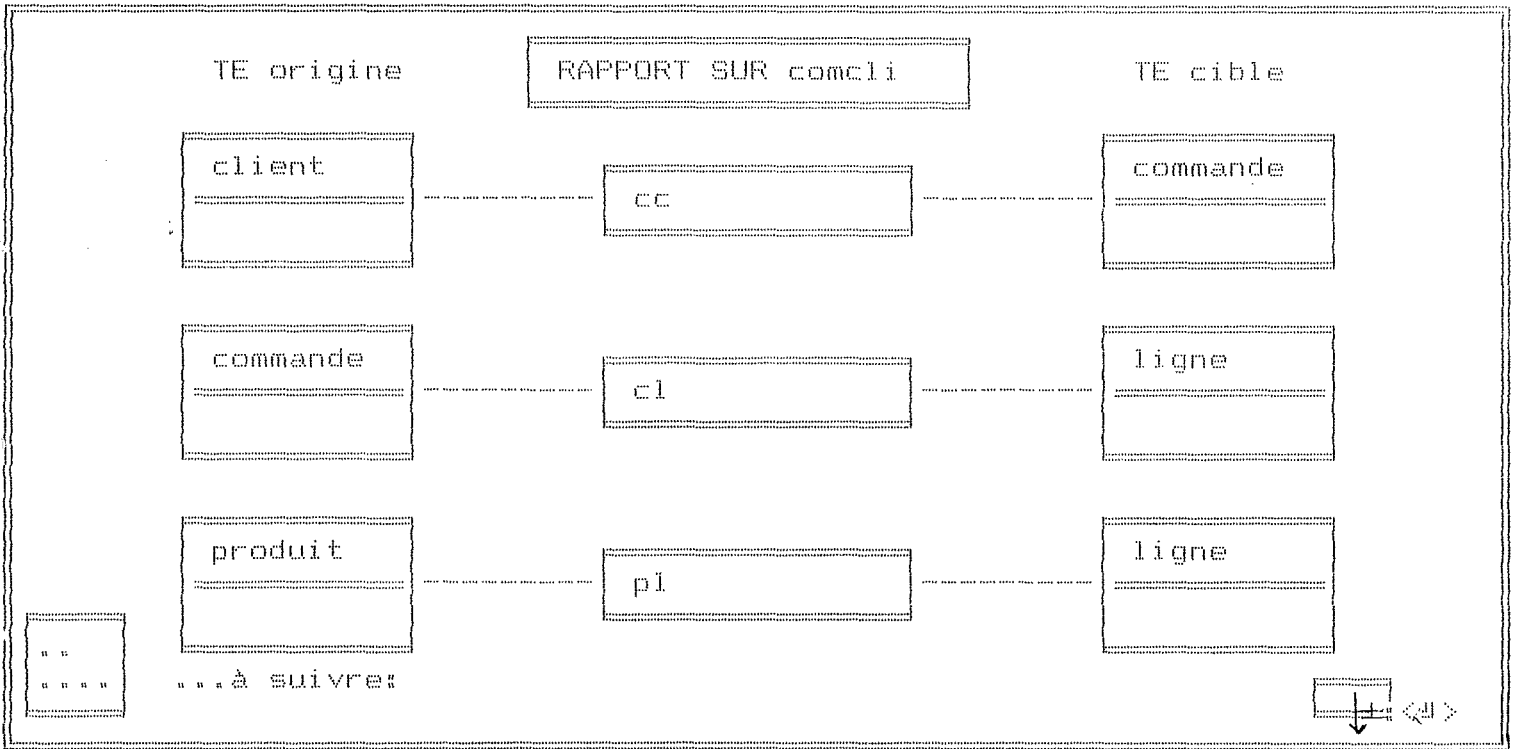 TE origine RAPPORT SUR comcli TE cible
client cc commande
commande cl ligne
produit pl ligne
..
....
...à suivre: